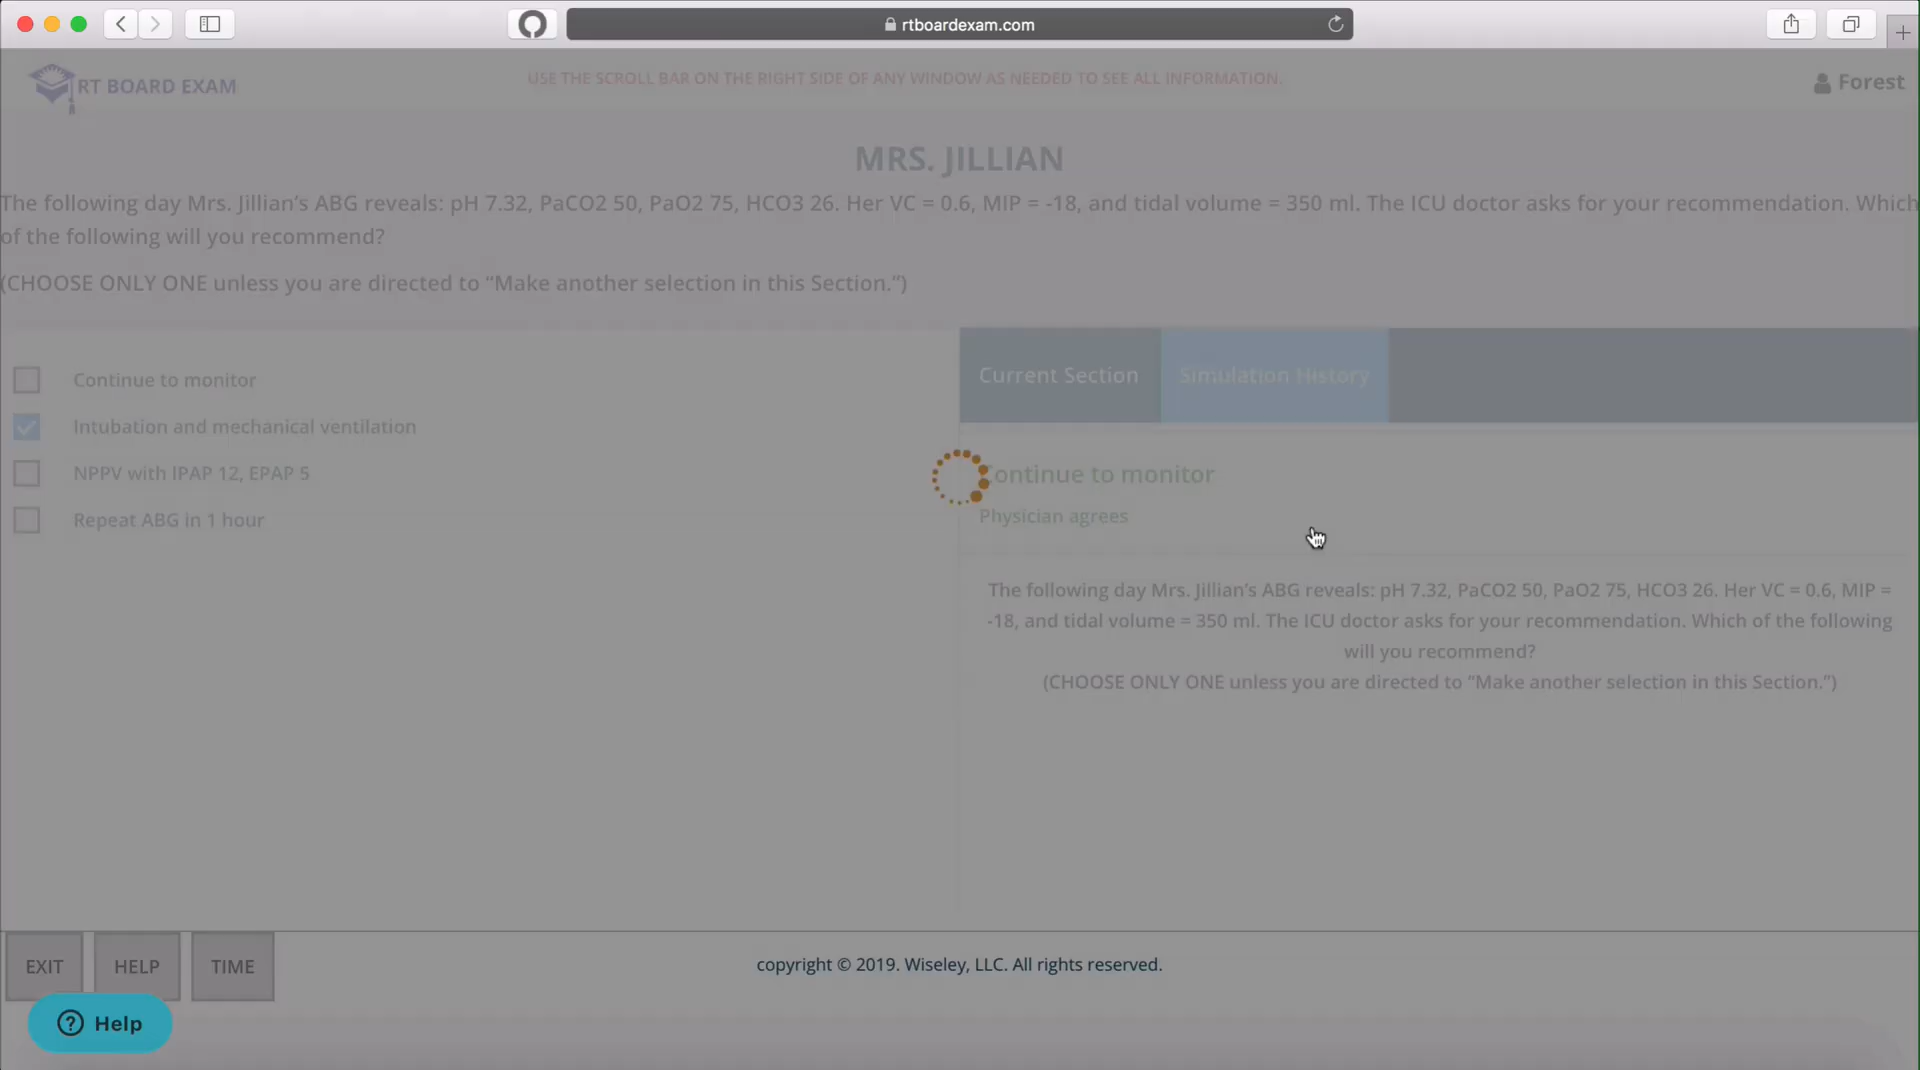 rtboardexam.com
RT BOARD EXAM
USE THE SCROLL BAR ON THE RIGHT SIDE OF ANY WINDOW AS NEEDED TO SEE ALL INFORMATION.
Forest
MRS. JILLIAN
The following day Mrs. Jillian’s ABG reveals: pH 7.32, PaCO2 50, PaO2 75, HCO3 26. Her VC = 0.6, MIP = -18, and tidal volume = 350 ml. The ICU doctor asks for your recommendation. Which
of the following will you recommend?
(CHOOSE ONLY ONE unless you are directed to “Make another selection in this Section.”)
Continue to monitor
Intubation and mechanical ventilation
NPPV with IPAP 12, EPAP 5
Repeat ABG in 1 hour
Current Section
Simulation History
Continue to monitor
Physician agrees
The following day Mrs. Jillian’s ABG reveals: pH 7.32, PaCO2 50, PaO2 75, HCO3 26. Her VC = 0.6, MIP =
-18, and tidal volume = 350 ml. The ICU doctor asks for your recommendation. Which of the following
will you recommend?
(CHOOSE ONLY ONE unless you are directed to “Make another selection in this Section.”)
EXIT
HELP
TIME
copyright © 2019. Wiseley, LLC. All rights reserved.
Help